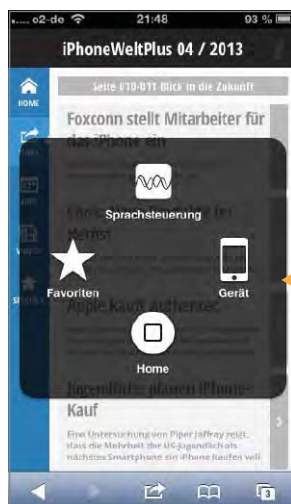 o2-de 21:48 93 %
iPhoneWeltPlus 04 / 2013
Seite 010-011 Blick in die Zukunft
HOME
Foxconn stellt Mitarbeiter für
das iPhone ein
Sprachsteuerung
Favoriten
Gerät
Apple kauft Authentec
Home
Jugendliche planen iPhone-
Kauf
Eine Untersuchung von Piper Jaffray zeigt,
dass die Mehrheit der US-Jugendlich als
nächstes Smartphone ein iPhone kaufen will
3